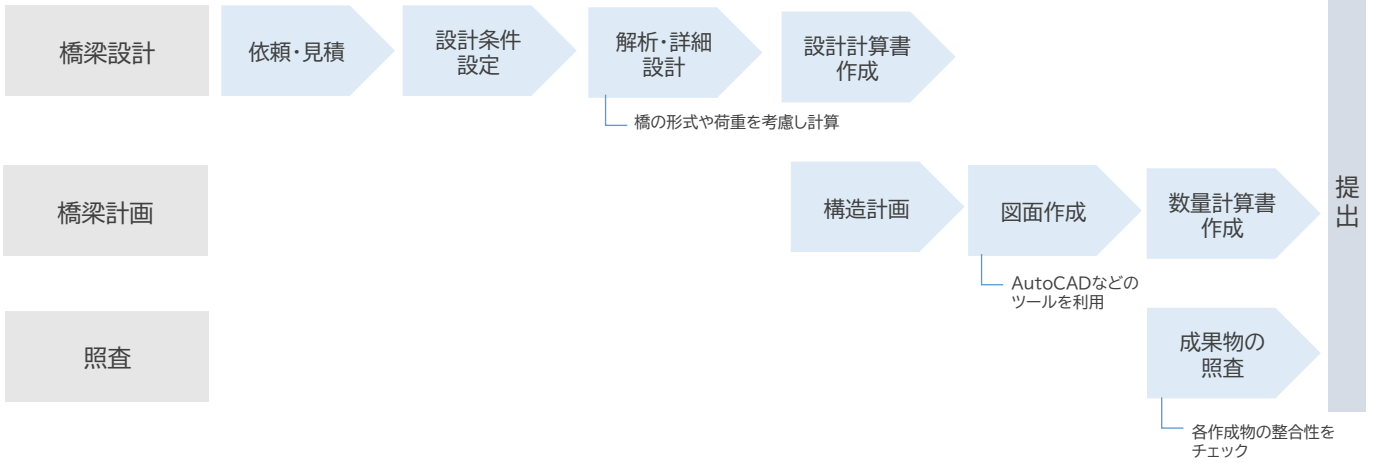 橋梁設計
依頼・見積
設計条件
設定
解析・詳細
設計
設計計算書
作成
橋の形式や荷重を考慮し計算
橋梁計画
構造計画
図面作成
数量計算書
作成
AutoCADなどの
ツールを利用
照査
成果物の
照査
各作成物の整合性を
チェック
提出